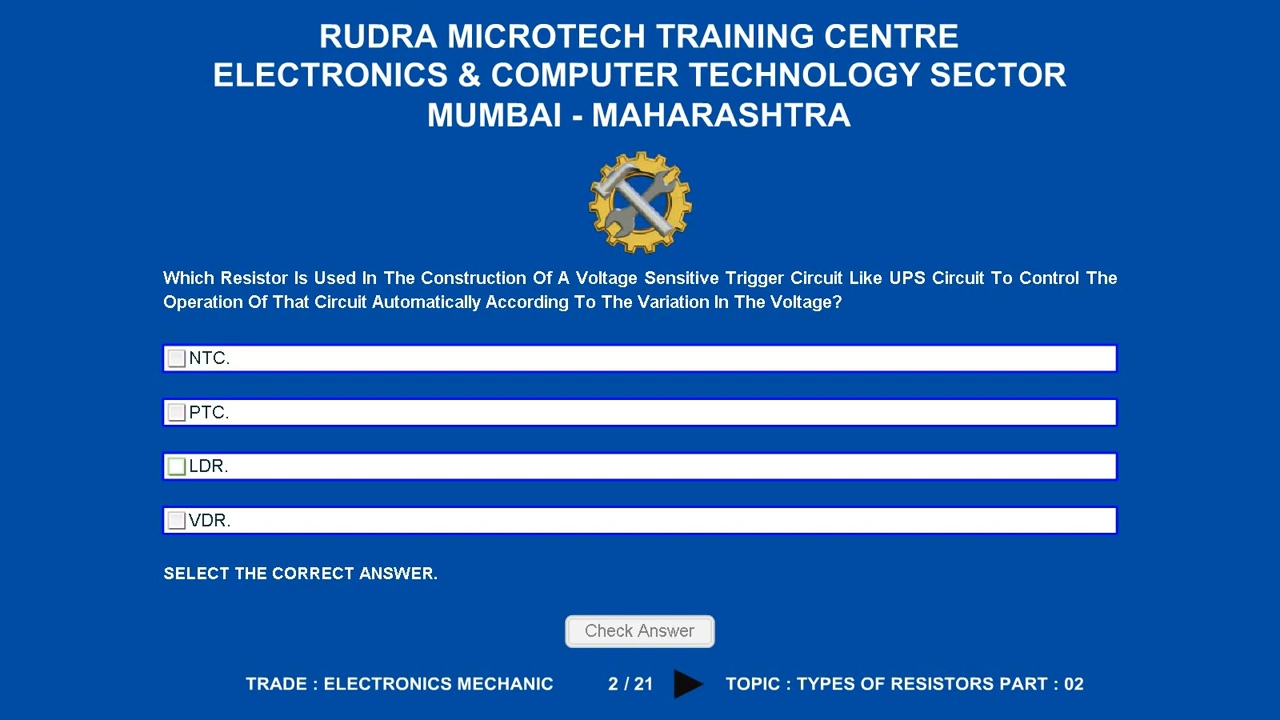 RUDRA MICROTECH TRAINING CENTRE
ELECTRONICS & COMPUTER TECHNOLOGY SECTOR
MUMBAI - MAHARASHTRA
Which Resistor Is Used In The Construction Of A Voltage Sensitive Trigger Circuit Like UPS Circuit To Control The
Operation Of That Circuit Automatically According To The Variation In The Voltage?
NTC.
PTC.
LDR.
VDR.
SELECT THE CORRECT ANSWER.
Check Answer
TRADE : ELECTRONICS MECHANIC 2 / 21 TOPIC : TYPES OF RESISTORS PART : 02